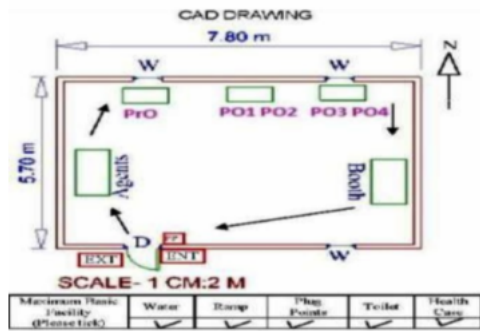 CAD DRAWING
7.80 m
N
W W
PrO PO1 PO2 PO3 PO4
5.70 m
Agents
Booth
D
EXT ENT
W
SCALE- 1 CM:2 M
Maximum Basic Facility (Please tick) Water Ramp Plug Points Toilet Health Care